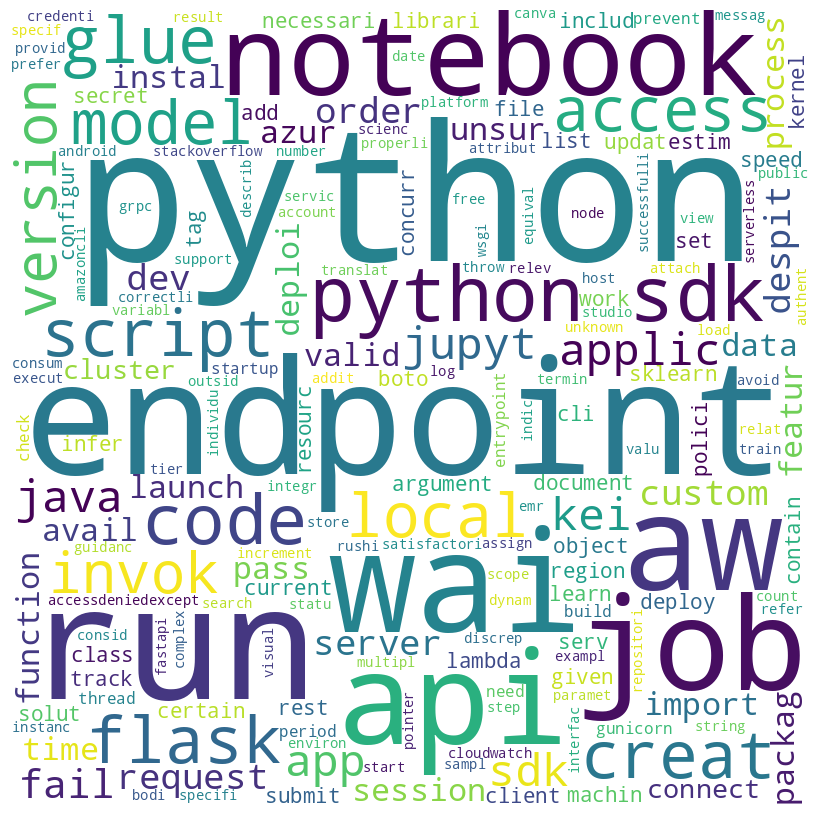 credenti
result
specif
provid
prefer
glue
instal
secret
necessari
librari
canva
includ
prevent
messag
date
notebook
process
kernel
version
model
add
order
azur
platform
file
scienc
unsur
access
list
updat
estim
android
stackoverflow
number
properli
attribut
speed
public
configur
python
grpc
tag
describ
servic
account
concurr
free
equival
node
successfulli
set
view
serverless
despit
amazoncli
dev
support
deploi
translat
wsgi
throw
relev
host
attach
authent
correctli
variabl
python sdk
work
studio
unknown
load
script
valid
jupyt
applic
data
consum
execut
startup
cluster
outsid
addit
boto
log
termin
sklearn
avoid
check
infer
individu
resourc
endpoint
cli
entrypoint
indic
valu
polici
relat
train
featur
tier
integr
argument
emr
document
java
launch
code
local
store
kei
custom
contain
avail
guidanc
increment
rushi
satisfactori
assign
object
aw
invok
pass
current
statu
wai
scope
region
learn
build
deploy
count
refer
accessdeniedexcept
search
dynam
function
class
consid
fastapi
complex
run
visual
server
discrep
serv
job
repositori
track
thread
multipl
lambda
exampl
given
paramet
solut
certain
rest
period
api
pointer
need
step
interfac
gunicorn
import
string
packag
instanc
time
flask
environ
app
start
cloudwatch
sampl
sdk
creat
fail
request
bodi
specifi
submit
session
client
machin
connect